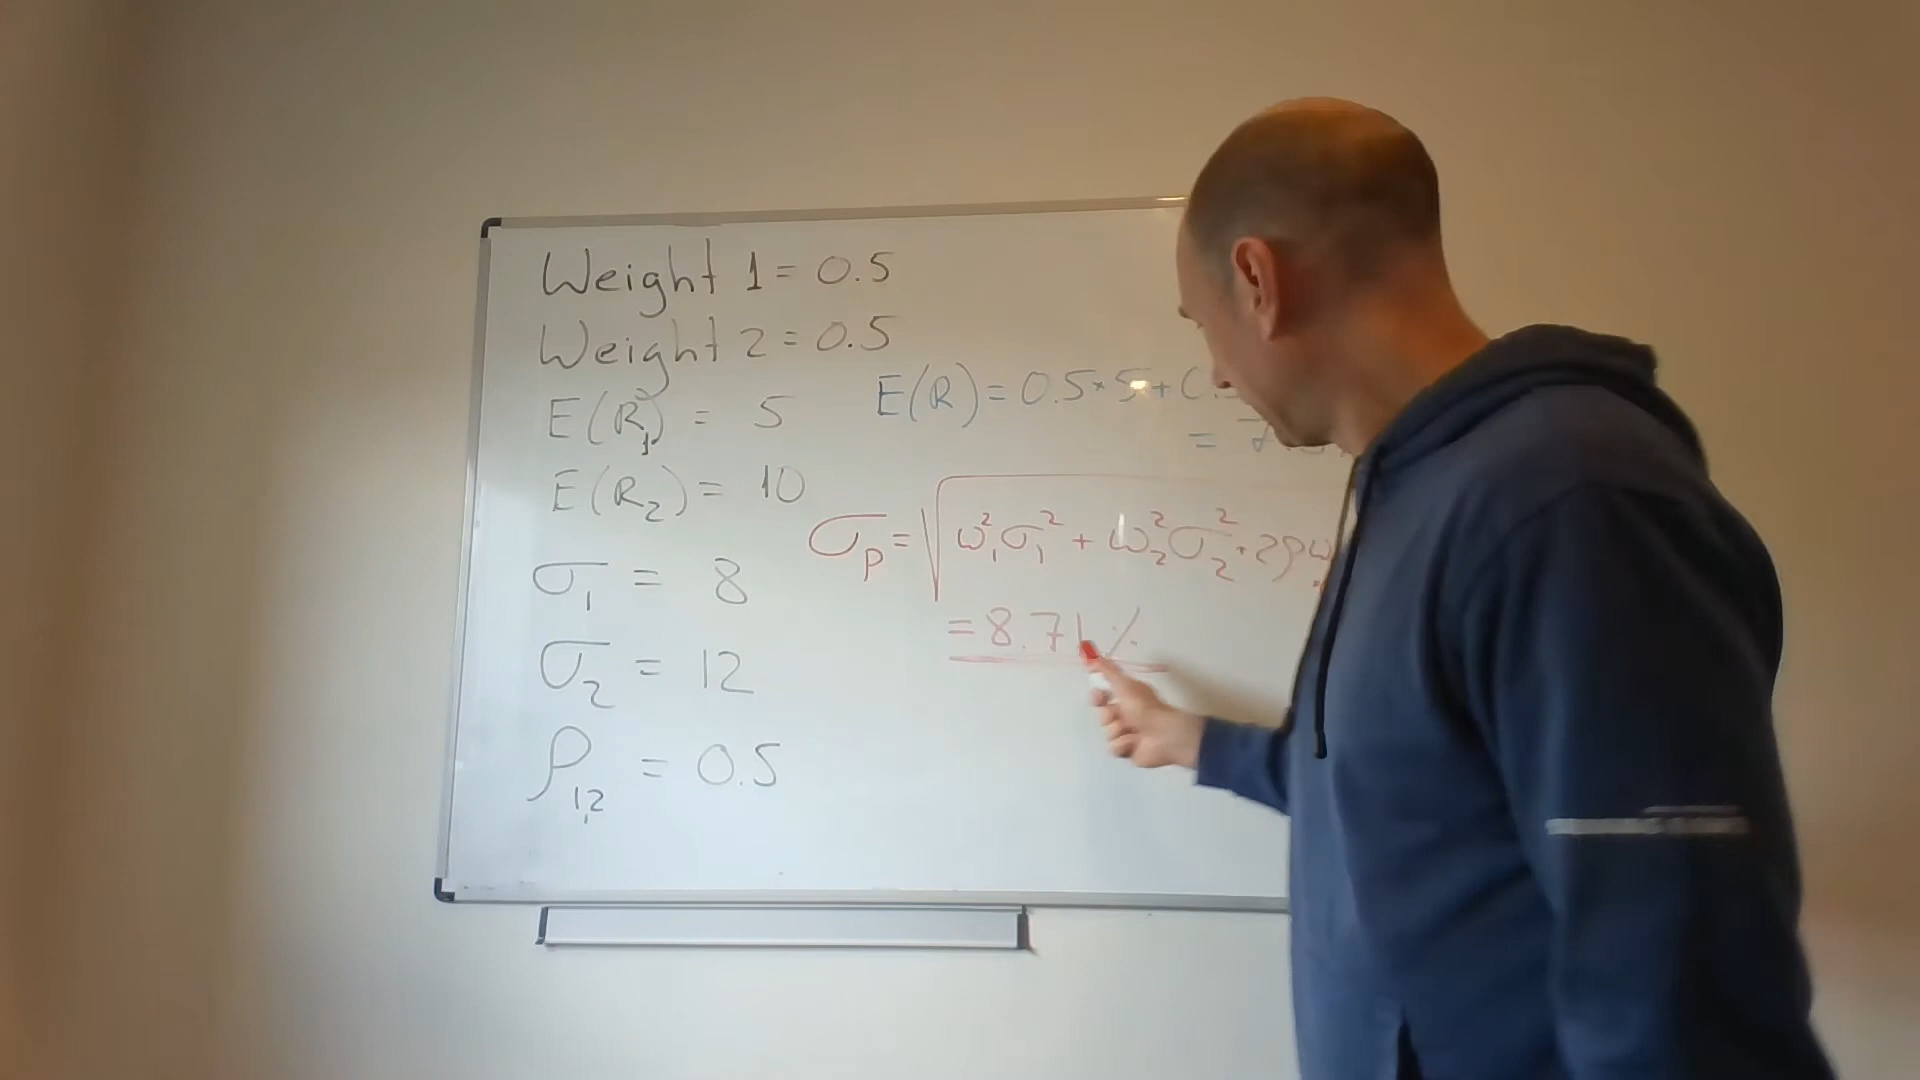 Weight 1 = 0.5
Weight 2 = 0.5
E(R₁) = 5
E(R₂) = 10
σ₁ = 8
σ₂ = 12
ρ₁,₂ = 0.5
E(R) = 0.5 * 5 +
= 7
σp = √ω₁²σ₁² + ω₂²σ₂² + 2ρω
= 8.71%